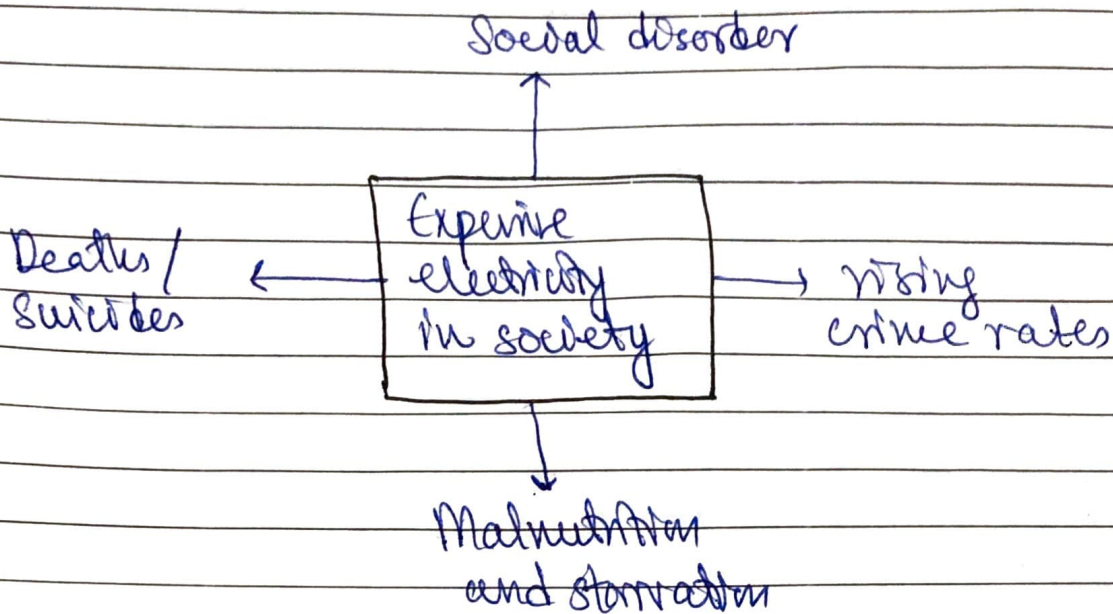 Social disorder
Expensive
electricity
in society
Deaths/
suicides
rising
crime rates
Malnutrition
and starvation